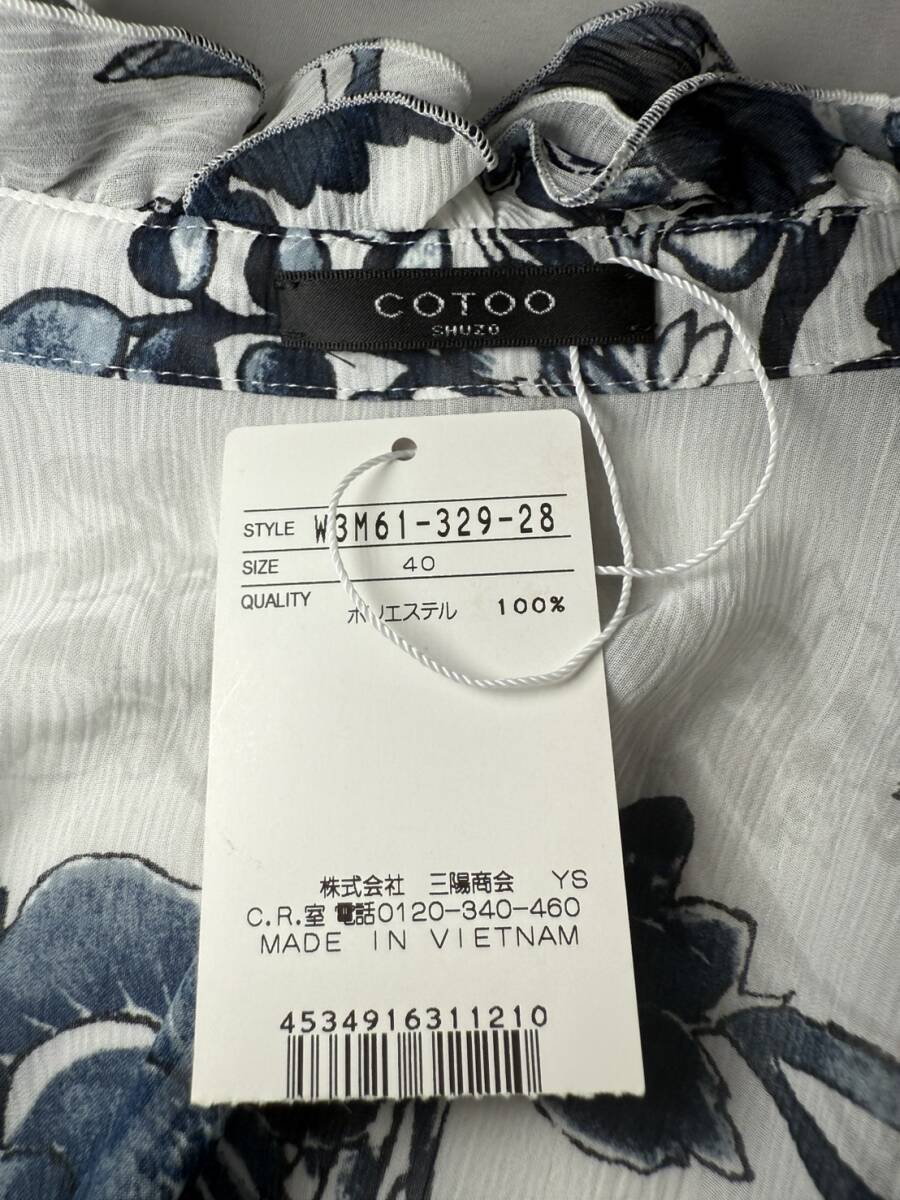 COTOO
SHUZO
STYLE W3M61-329-28
SIZE 40
QUALITY ポリエステル 100%
株式会社 三陽商会 YS
C.R.室 電話0120-340-460
MADE IN VIETNAM
4534916311210